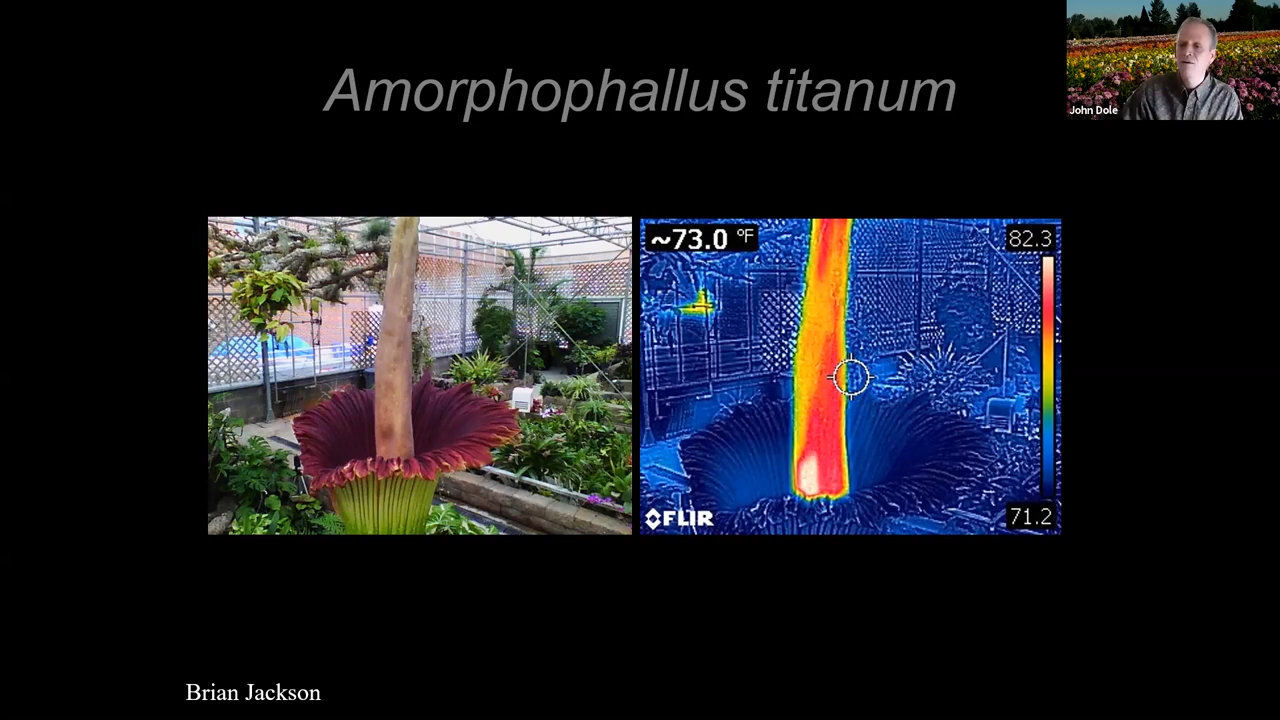 Amorphophallus titanum
John Dole
~73.0 °F
82.3
71.2
FLIR
Brian Jackson